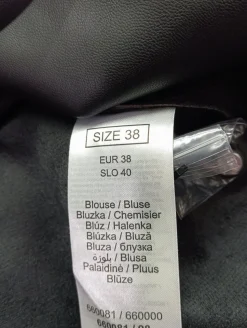 SIZE 38
EUR 38
SLO 40
Blouse / Bluse
Bluzka / Chemisier
Blúz / Halenka
Blúzka / Bluză
Bluza / блузка
بلوزة / Blusa
Palaidinė / Pluus
Blūze
660081 / 660000